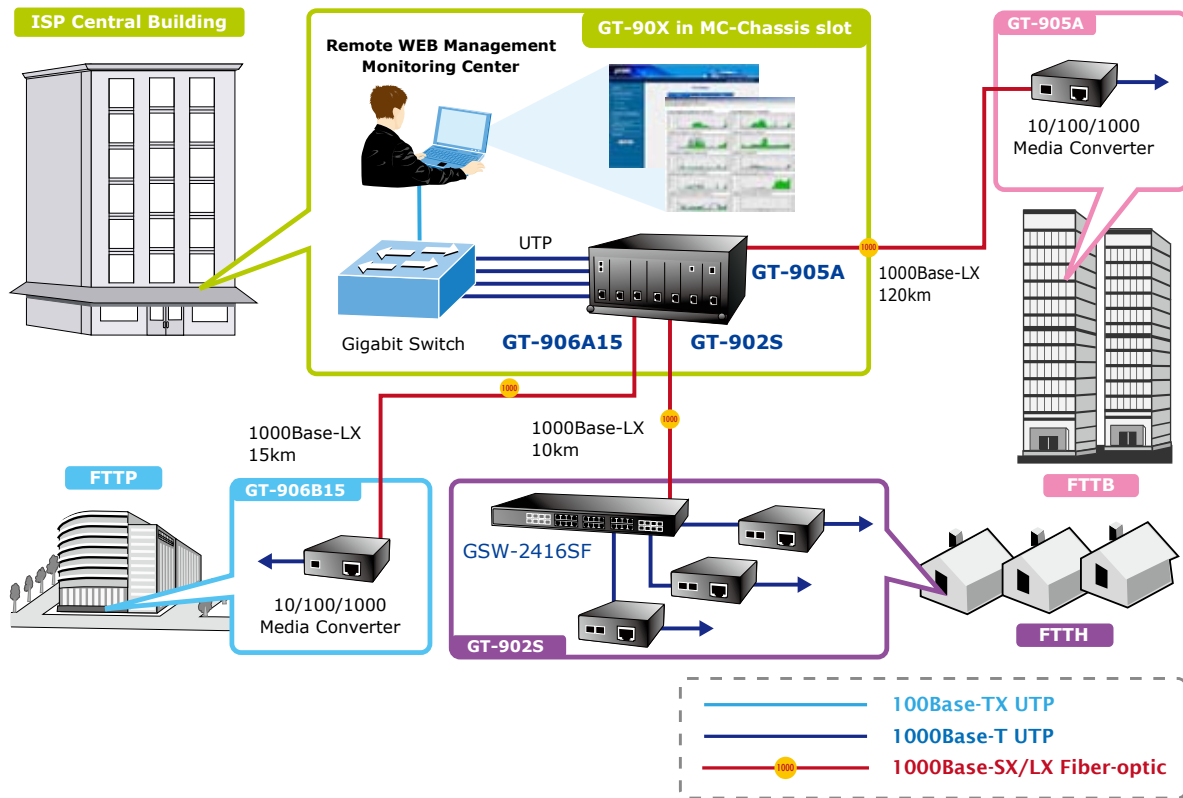 ISP Central Building
GT-90X in MC-Chassis slot
Remote WEB Management
Monitoring Center
GT-905A
10/100/1000
Media Converter
UTP
GT-905A
1000
1000Base-LX
120km
Gigabit Switch
GT-906A15
GT-902S
1000
1000Base-LX
15km
1000
1000Base-LX
10km
FTTP
GT-906B15
10/100/1000
Media Converter
GSW-2416SF
GT-902S
FTTB
FTTH
100Base-TX UTP
1000Base-T UTP
1000
1000Base-SX/LX Fiber-optic